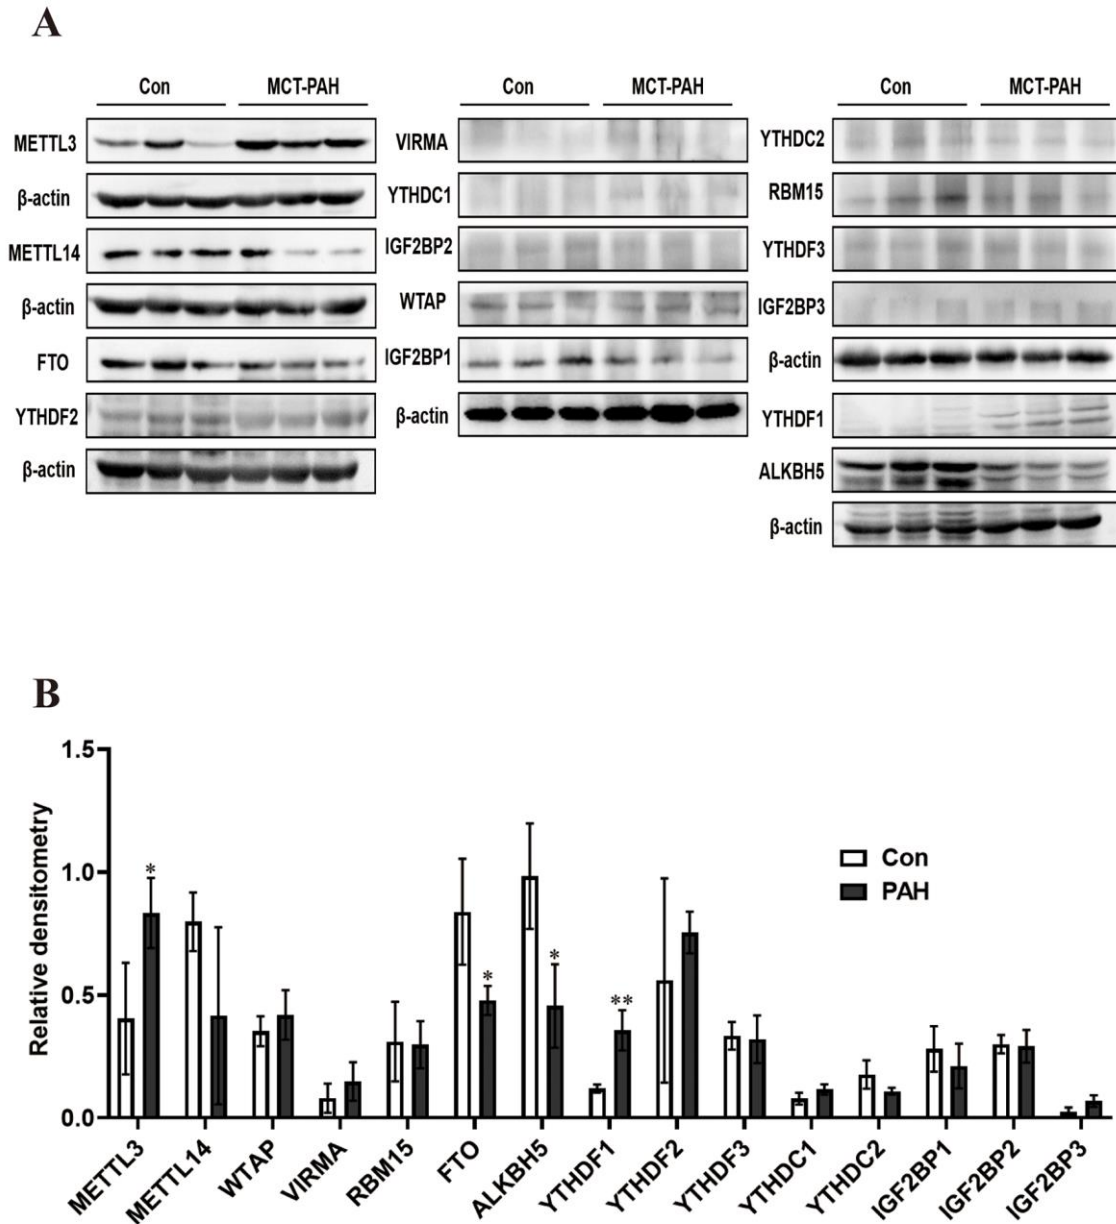 A
Con MCT-PAH
METTL3
β-actin
METTL14
β-actin
FTO
YTHDF2
β-actin
Con MCT-PAH
VIRMA
YTHDC1
IGF2BP2
WTAP
IGF2BP1
β-actin
Con MCT-PAH
YTHDC2
RBM15
YTHDF3
IGF2BP3
β-actin
YTHDF1
ALKBH5
β-actin
B
Relative densitometry
1.5
1.0
0.5
0.0
*
*
*
**
Con
PAH
METTL3
METTL14
WTAP
VIRMA
RBM15
FTO
ALKBH5
YTHDF1
YTHDF2
YTHDF3
YTHDC1
YTHDC2
IGF2BP1
IGF2BP2
IGF2BP3